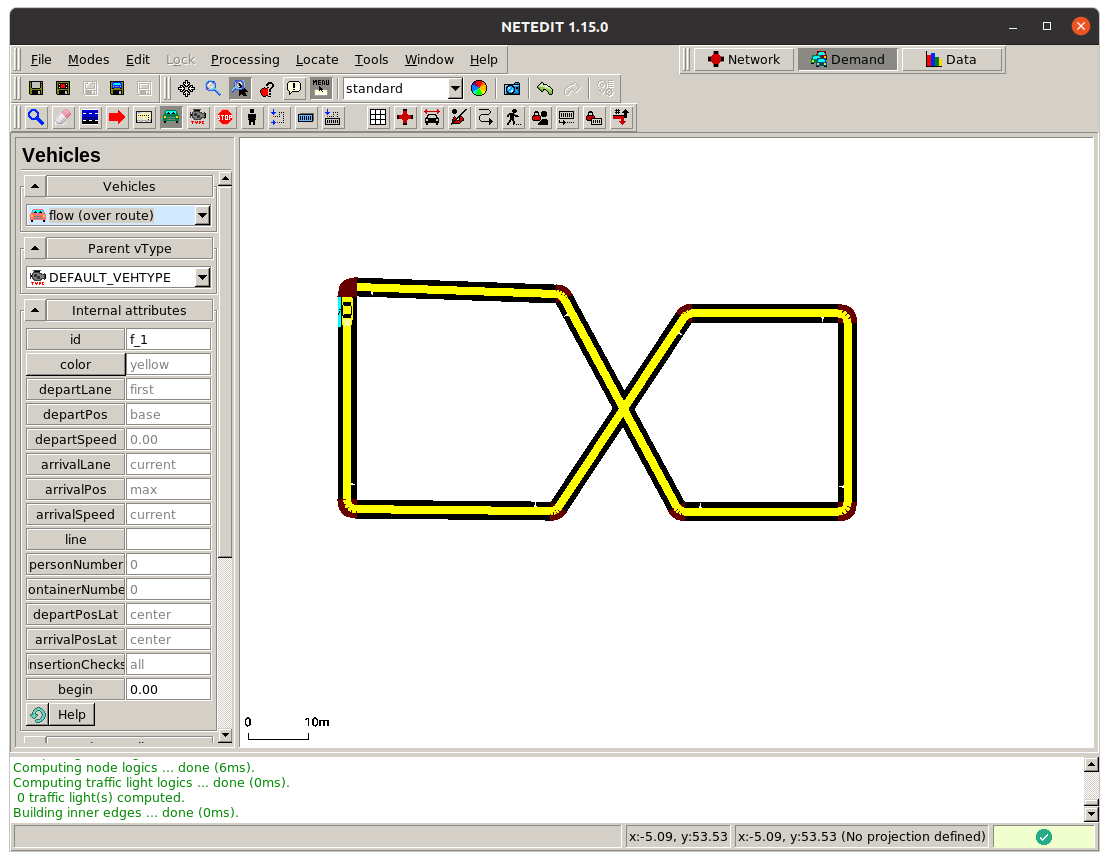 NETEDIT 1.15.0
File Modes Edit Lock Processing Locate Tools Window Help
Network Demand Data
MENU standard
TYPE STOP
Vehicles
Vehicles
flow (over route)
Parent vType
DEFAULT_VEHTYPE
Internal attributes
id f_1
color yellow
departLane first
departPos base
departSpeed 0.00
arrivalLane current
arrivalPos max
arrivalSpeed current
line
personNumber 0
ontainerNumbe 0
departPosLat center
arrivalPosLat center
nsertionChecks all
begin 0.00
Help
0 10m
Computing node logics ... done (6ms).
Computing traffic light logics ... done (0ms).
0 traffic light(s) computed.
Building inner edges ... done (0ms).
x:-5.09, y:53.53 x:-5.09, y:53.53 (No projection defined)